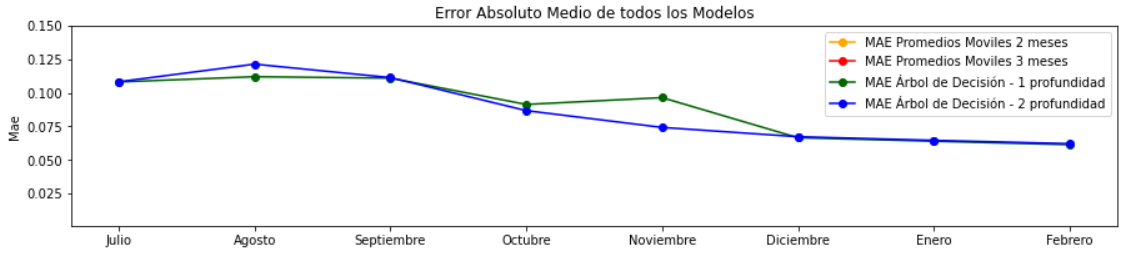 Error Absoluto Medio de todos los Modelos
0.150
0.125
0.100
0.075
0.050
0.025
Mae
MAE Promedios Moviles 2 meses
MAE Promedios Moviles 3 meses
MAE Árbol de Decisión - 1 profundidad
MAE Árbol de Decisión - 2 profundidad
Julio Agosto Septiembre Octubre Noviembre Diciembre Enero Febrero